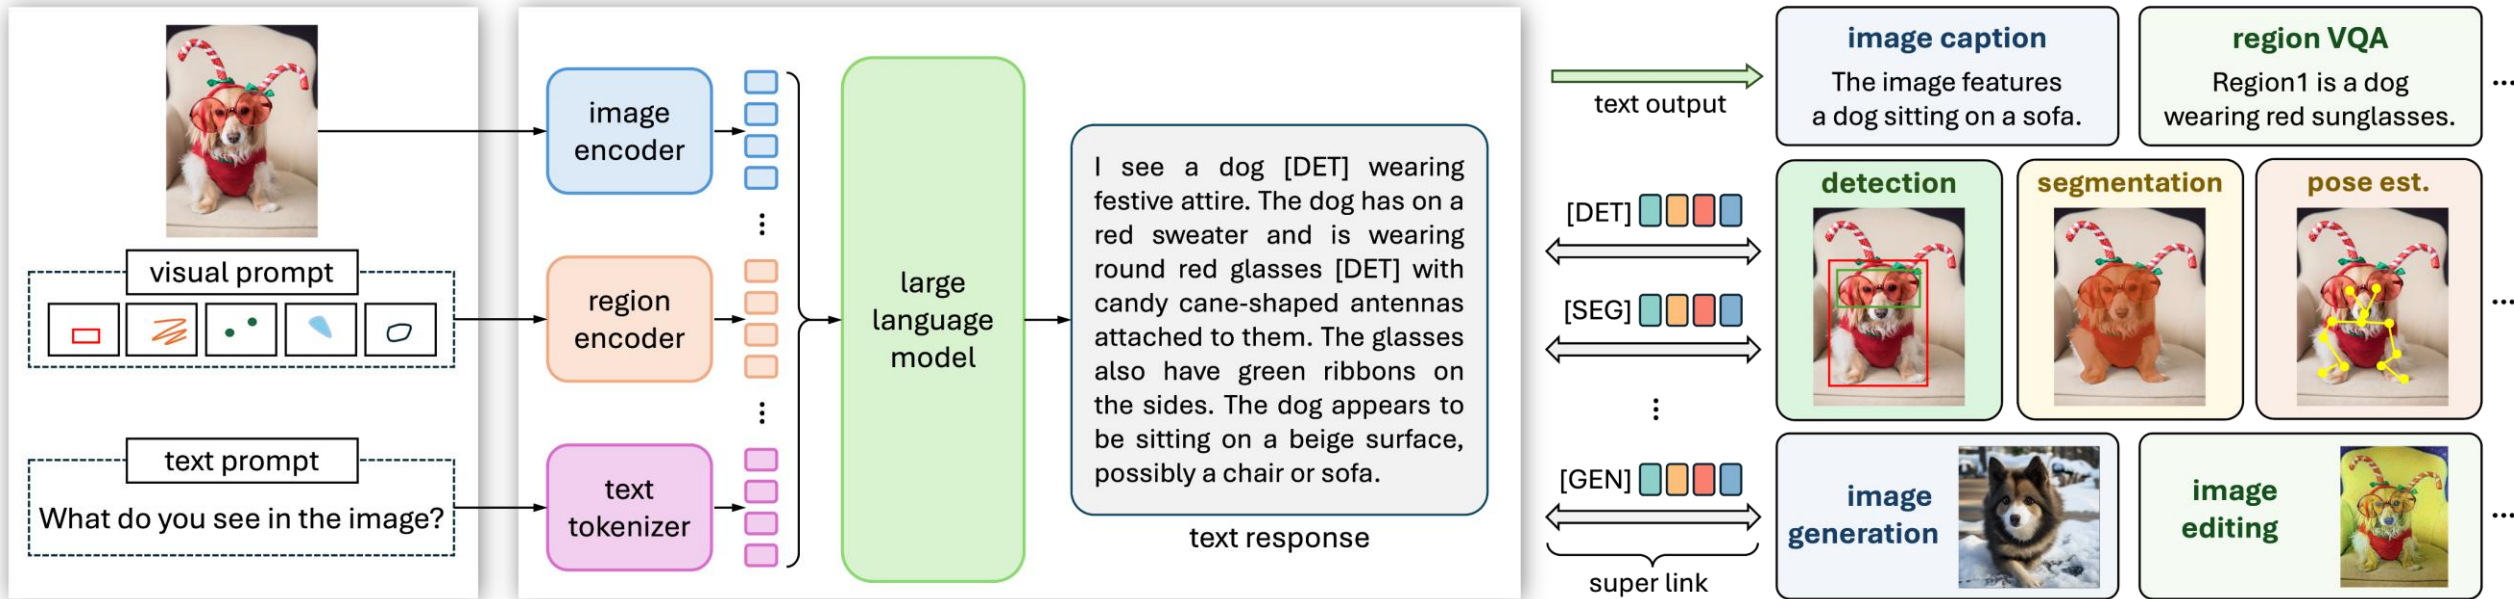 visual prompt
text prompt
What do you see in the image?
image
encoder
region
encoder
text
tokenizer
large
language
model
I see a dog [DET] wearing
festive attire. The dog has on a
red sweater and is wearing
round red glasses [DET] with
candy cane-shaped antennas
attached to them. The glasses
also have green ribbons on
the sides. The dog appears to
be sitting on a beige surface,
possibly a chair or sofa.
text response
text output
[DET]
[SEG]
[GEN]
super link
image caption
The image features
a dog sitting on a sofa.
region VQA
Region1 is a dog
wearing red sunglasses.
...
detection
segmentation
pose est.
...
image
generation
image
editing
...